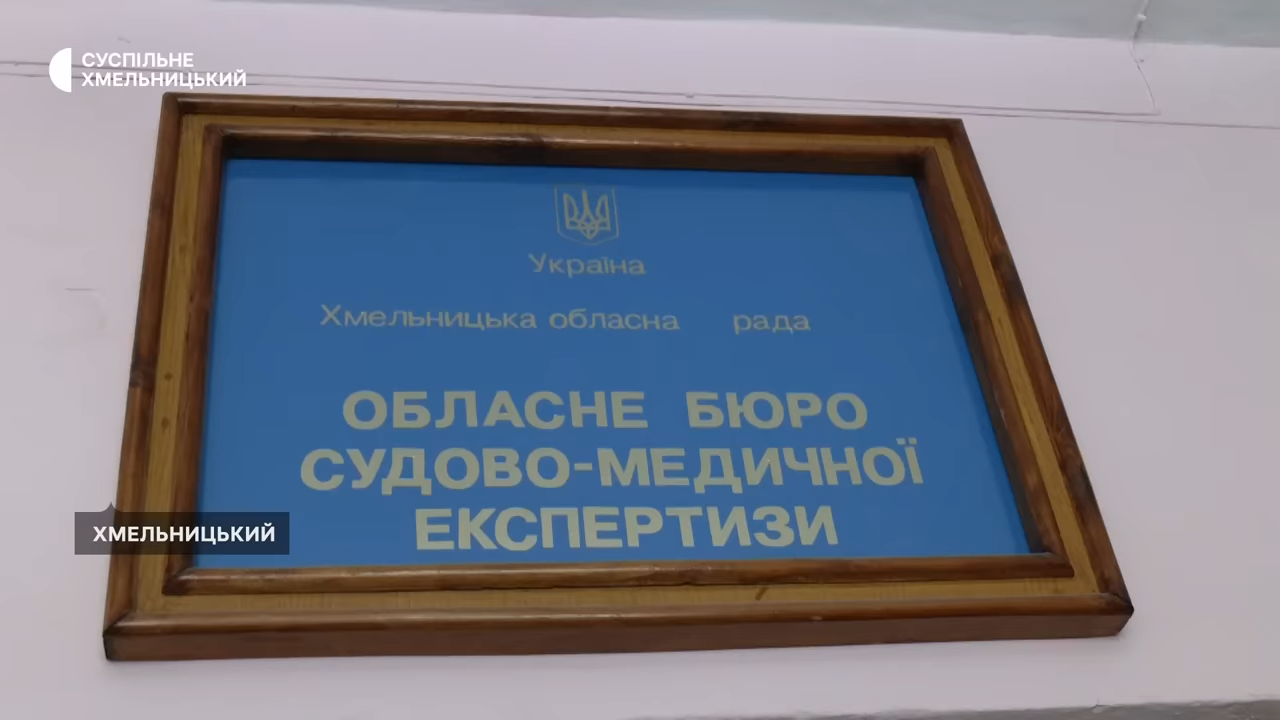 СУСПІЛЬНЕ
ХМЕЛЬНИЦЬКИЙ
Україна
Хмельницька обласна рада
ОБЛАСНЕ БЮРО
СУДОВО-МЕДИЧНОЇ
ЕКСПЕРТИЗИ
ХМЕЛЬНИЦЬКИЙ